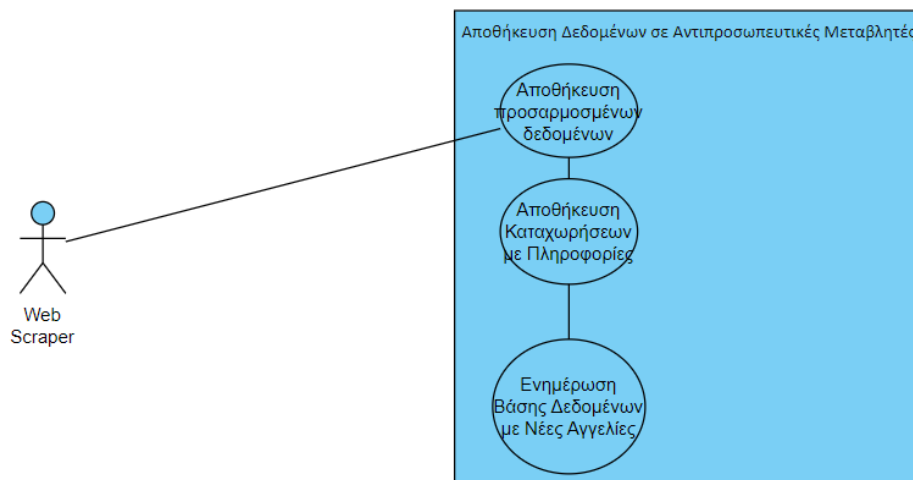 Αποθήκευση Δεδομένων σε Αντιπροσωπευτικές Μεταβλητές
Αποθήκευση
προσαρμοσμένων
δεδομένων
Αποθήκευση
Καταχωρήσεων
με Πληροφορίες
Web
Scraper
Ενημέρωση
Βάσης Δεδομένων
με Νέες Αγγελίες